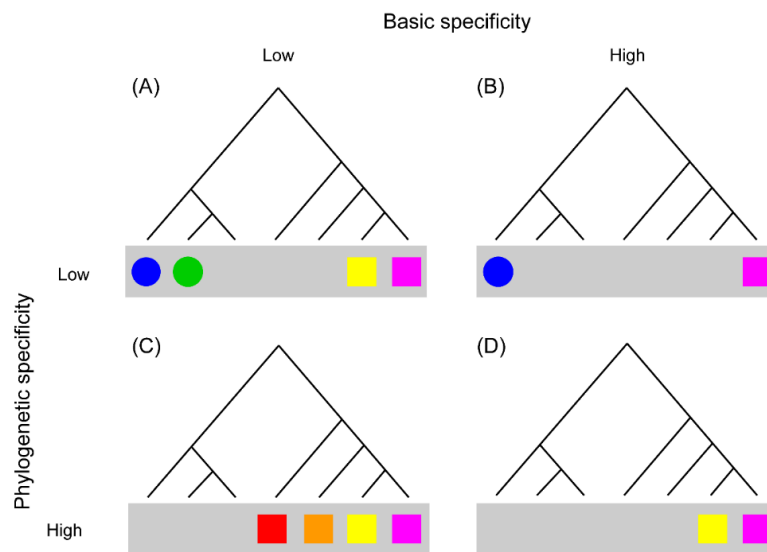 Basic specificity
Low
High
(A)
(B)
Low
Phylogenetic specificity
(C)
(D)
High